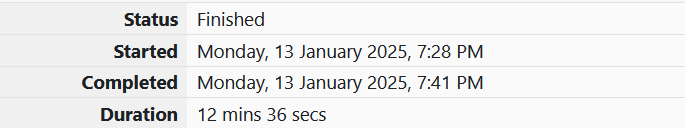 Status Finished
Started Monday, 13 January 2025, 7:28 PM
Completed Monday, 13 January 2025, 7:41 PM
Duration 12 mins 36 secs